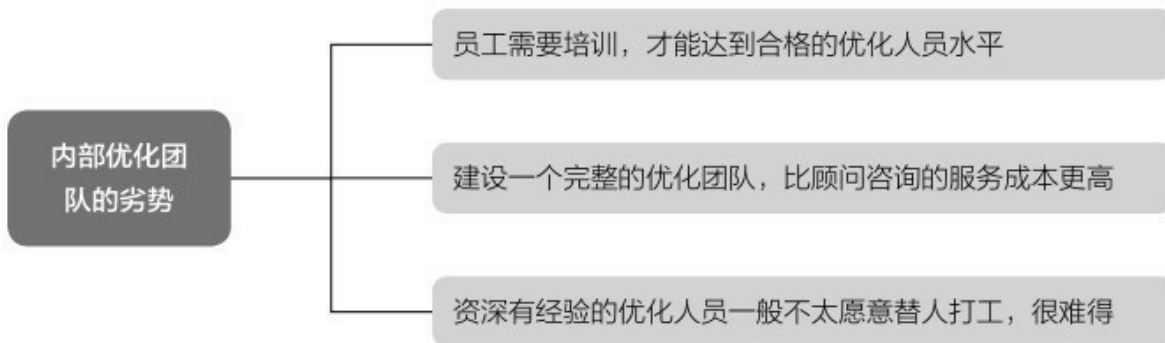 员工需要培训，才能达到合格的优化人员水平
内部优化团
队的劣势
建设一个完整的优化团队，比顾问咨询的服务成本更高
资深有经验的优化人员一般不太愿意替人打工，很难得